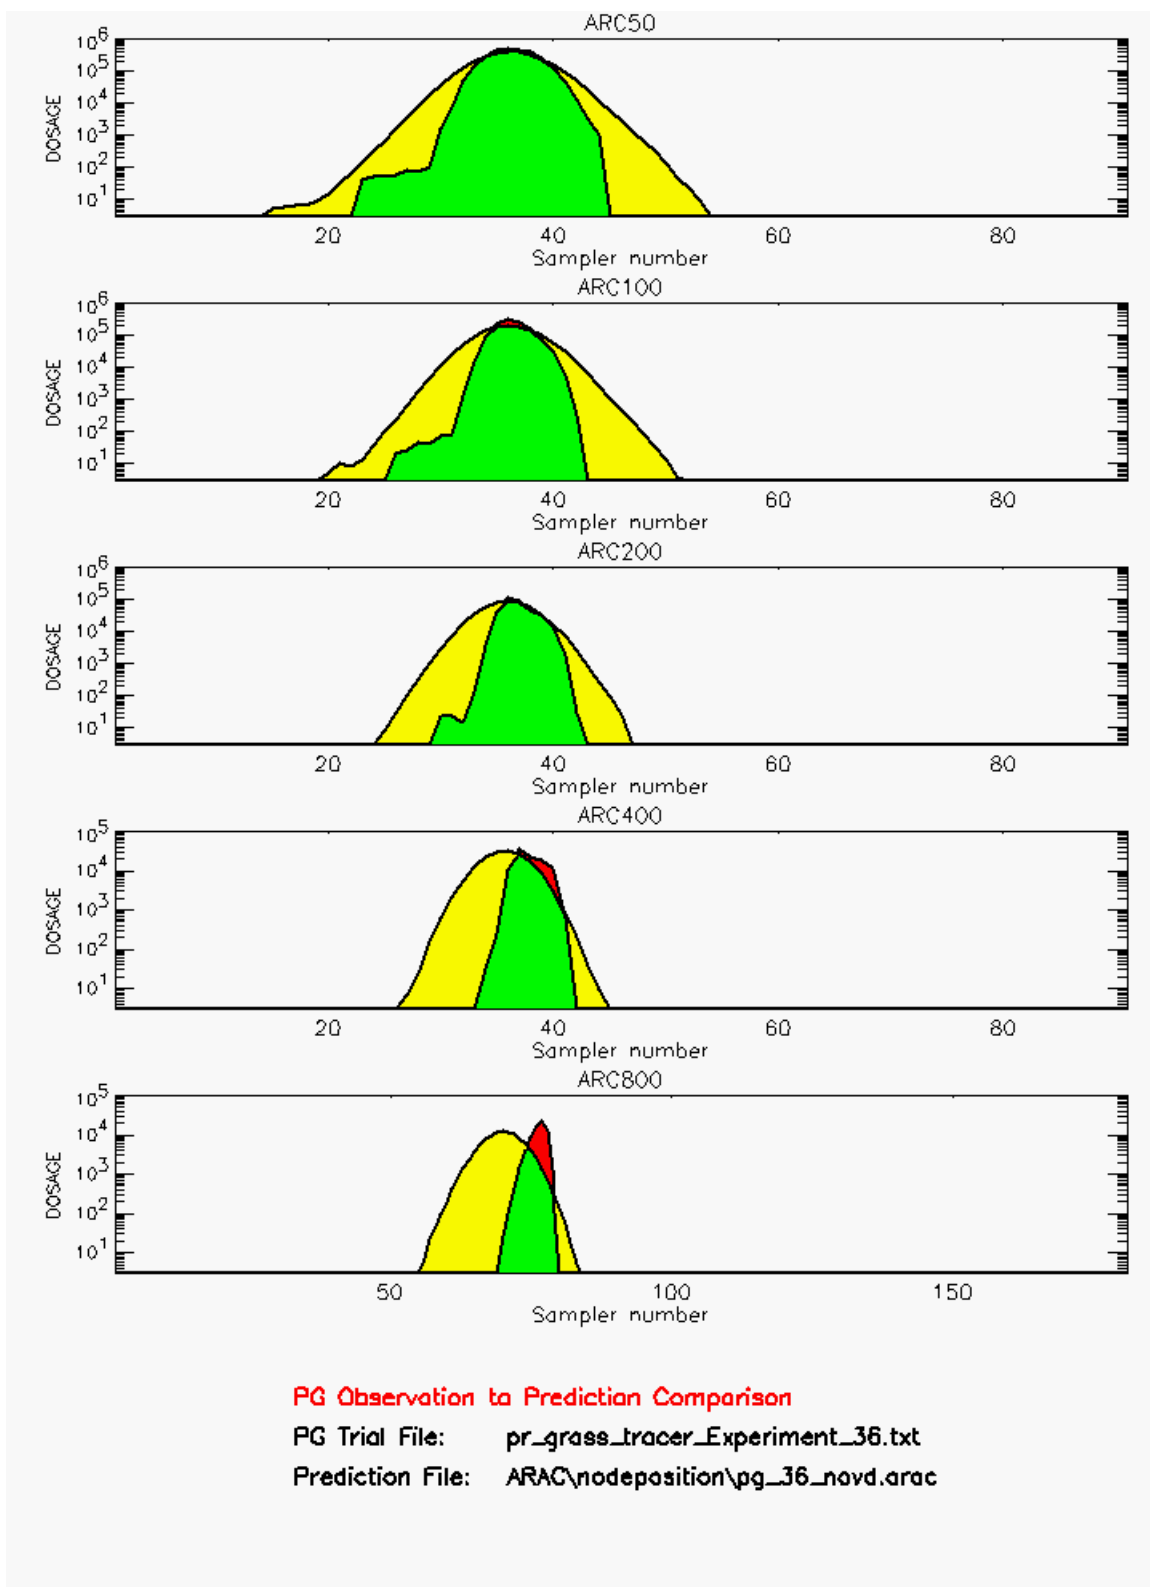 ARC50
10^6
10^5
10^4
10^3
10^2
10^1
DOSAGE
20 40 60 80
Sampler number
ARC100
10^6
10^5
10^4
10^3
10^2
10^1
DOSAGE
20 40 60 80
Sampler number
ARC200
10^6
10^5
10^4
10^3
10^2
10^1
DOSAGE
20 40 60 80
Sampler number
ARC400
10^5
10^4
10^3
10^2
10^1
DOSAGE
20 40 60 80
Sampler number
ARC800
10^5
10^4
10^3
10^2
10^1
DOSAGE
50 100 150
Sampler number
PG Observation to Prediction Comparison
PG Trial File: pr_grass_tracer_Experiment_36.txt
Prediction File: ARAC\nodeposition\pg_36_novd.arac